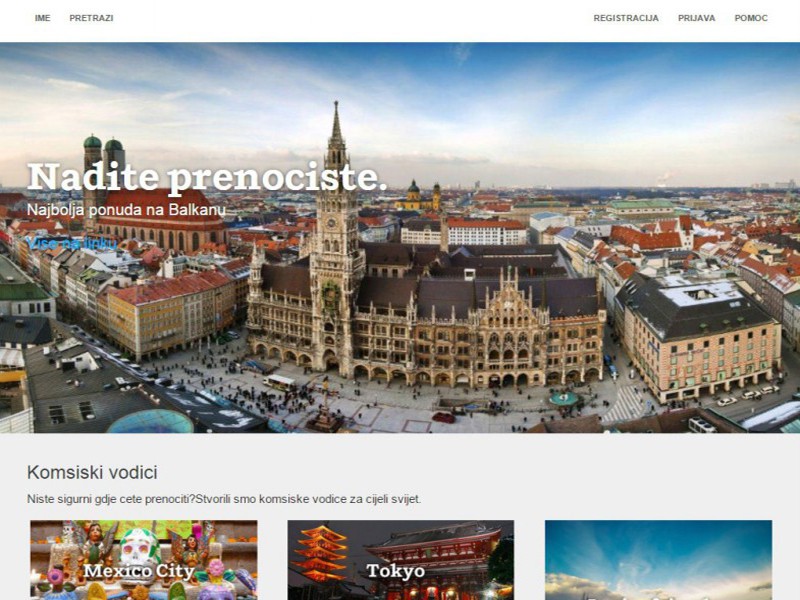 IME PRETRAZI REGISTRACIJA PRIJAVA POMOC
Nadite prenociste.
Najbolja ponuda na Balkanu
Vise na linku
Komsiski vodici
Niste sigurni gdje cete prenociti?Stvorili smo komsiske vodice za cijeli svijet.
Mexico City Tokyo